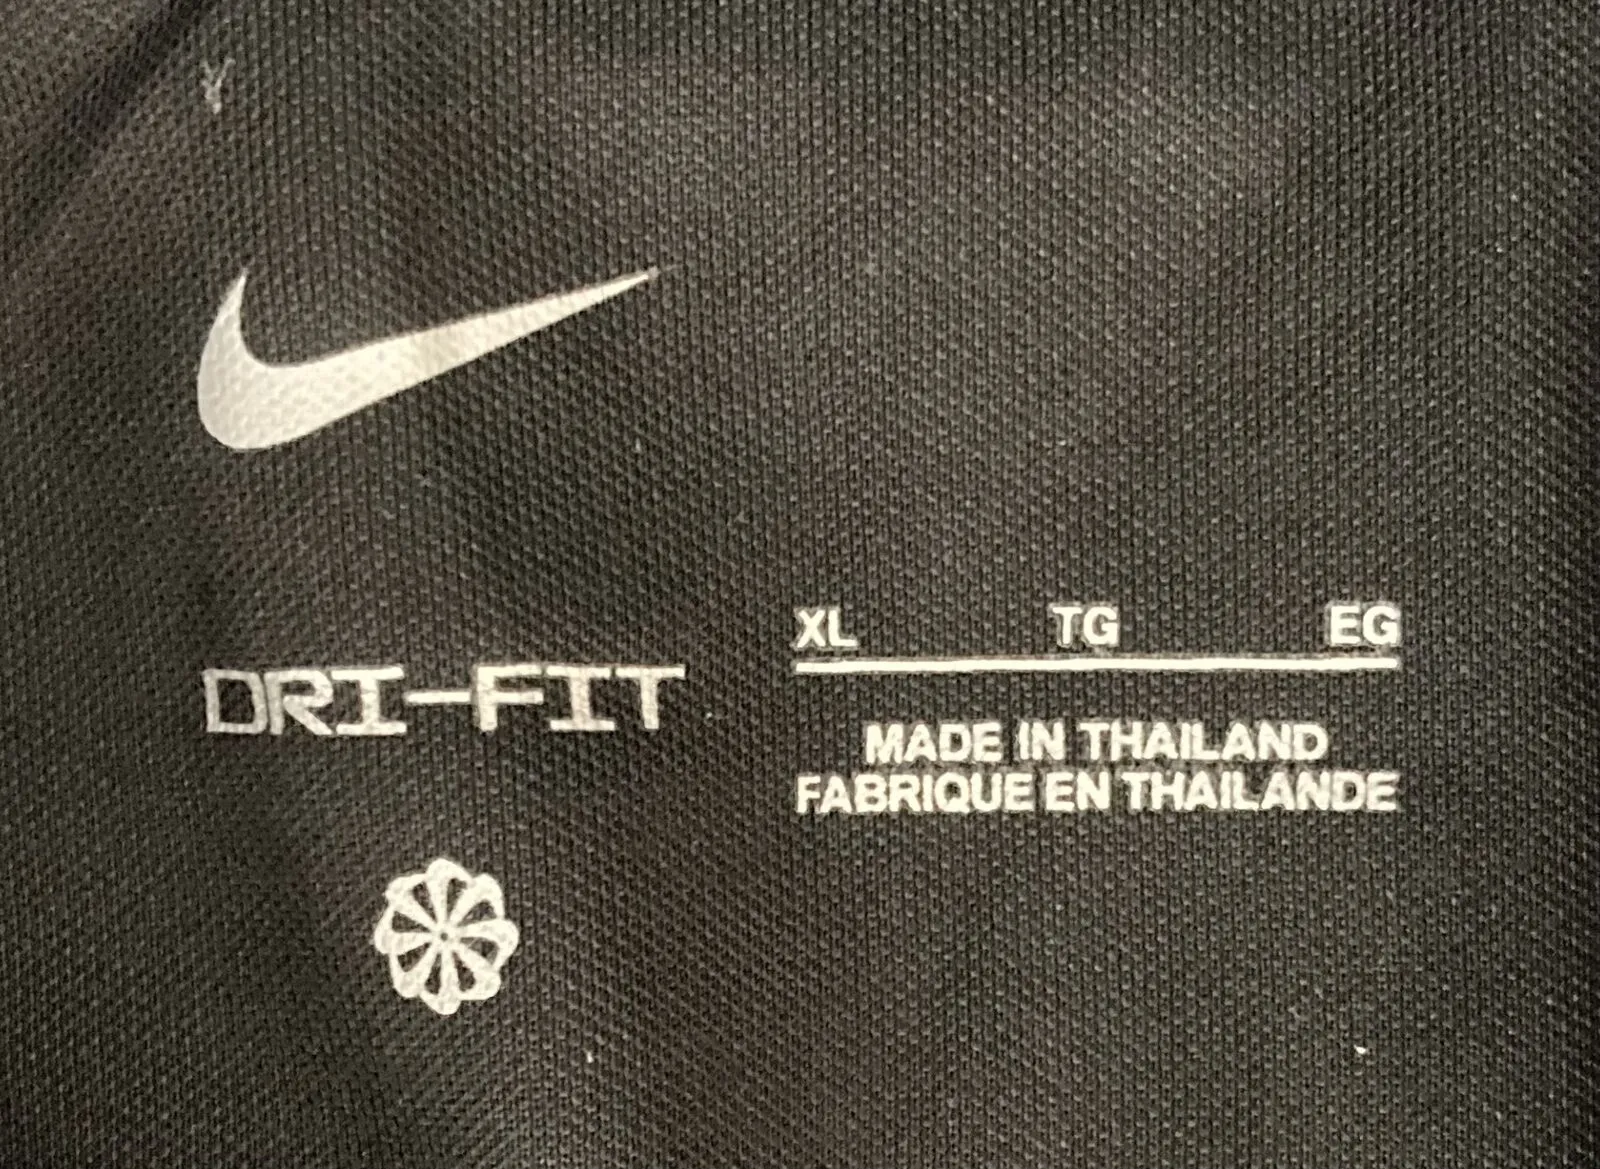 DRI-FIT
XL TG EG
MADE IN THAILAND
FABRIQUE EN THAILANDE